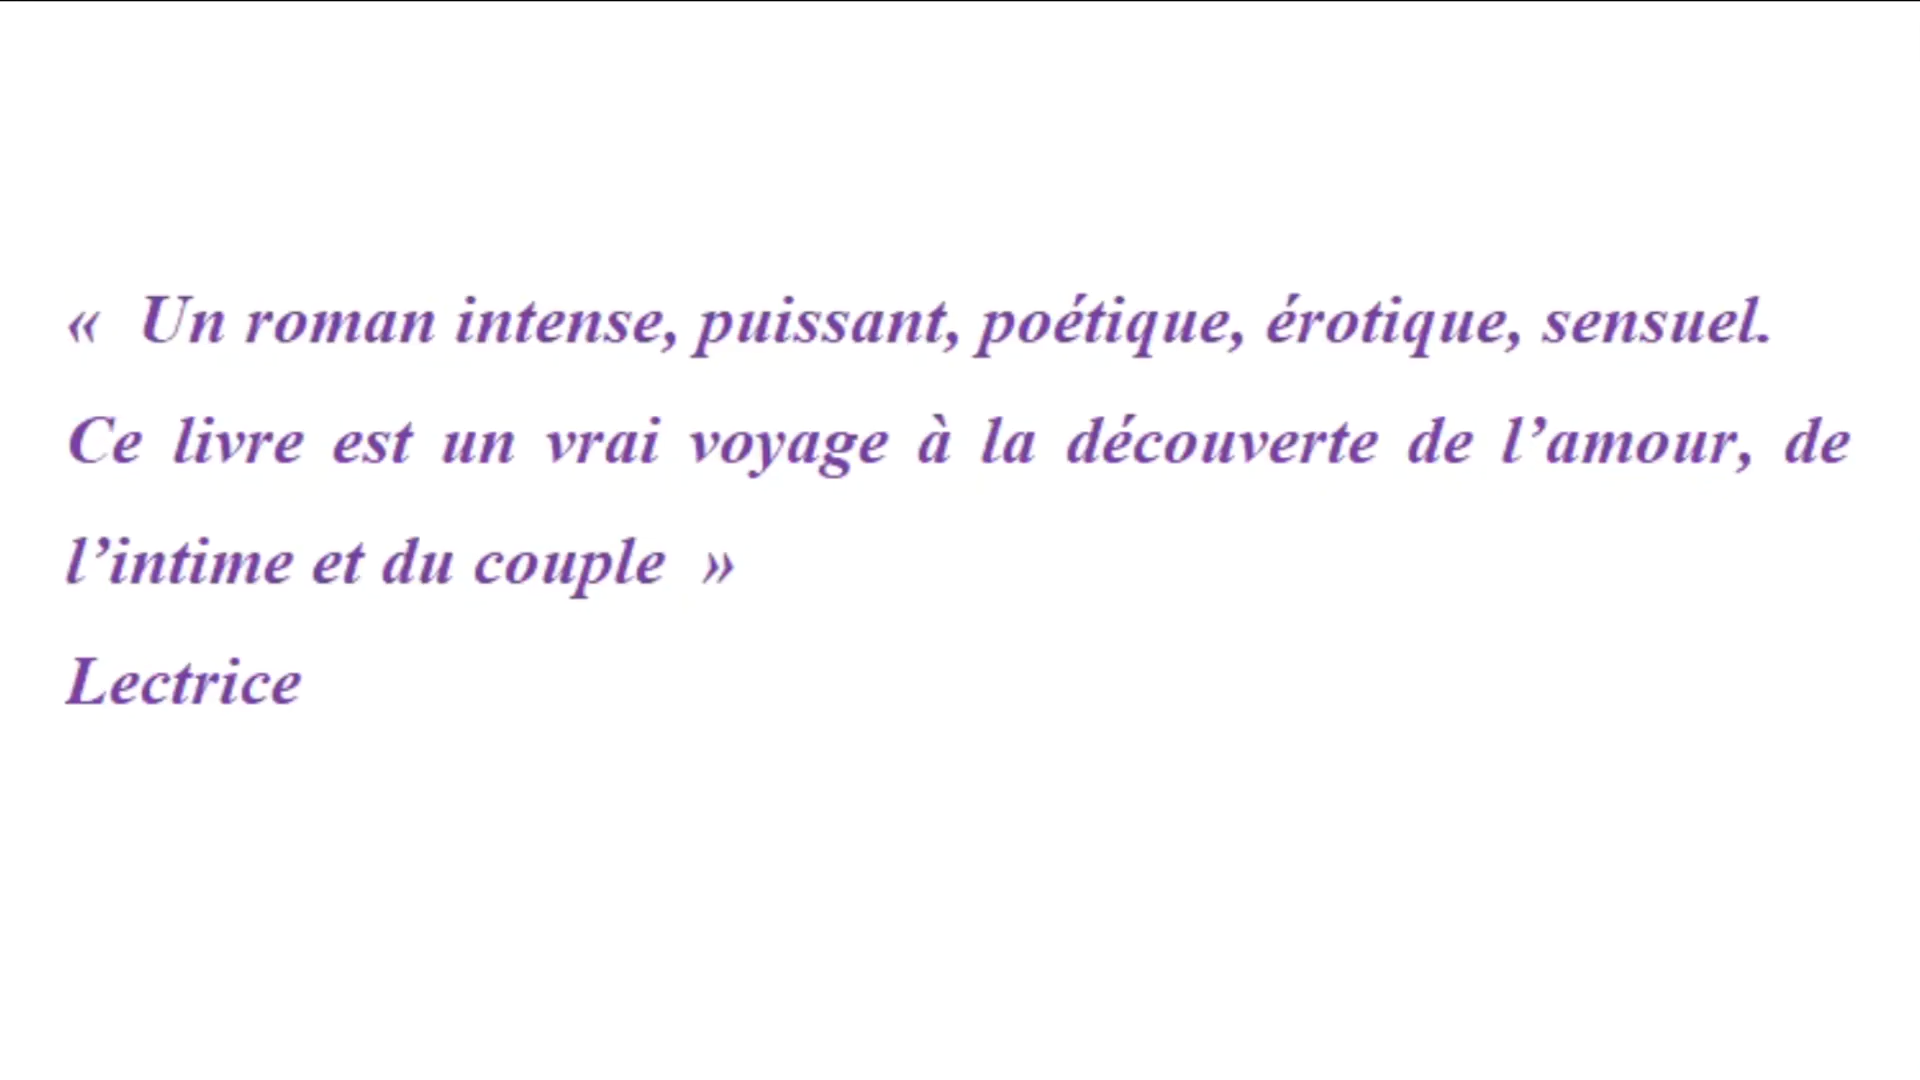 «  Un roman intense, puissant, poétique, érotique, sensuel.
Ce livre est un vrai voyage à la découverte de l’amour, de
l’intime et du couple  »
Lectrice